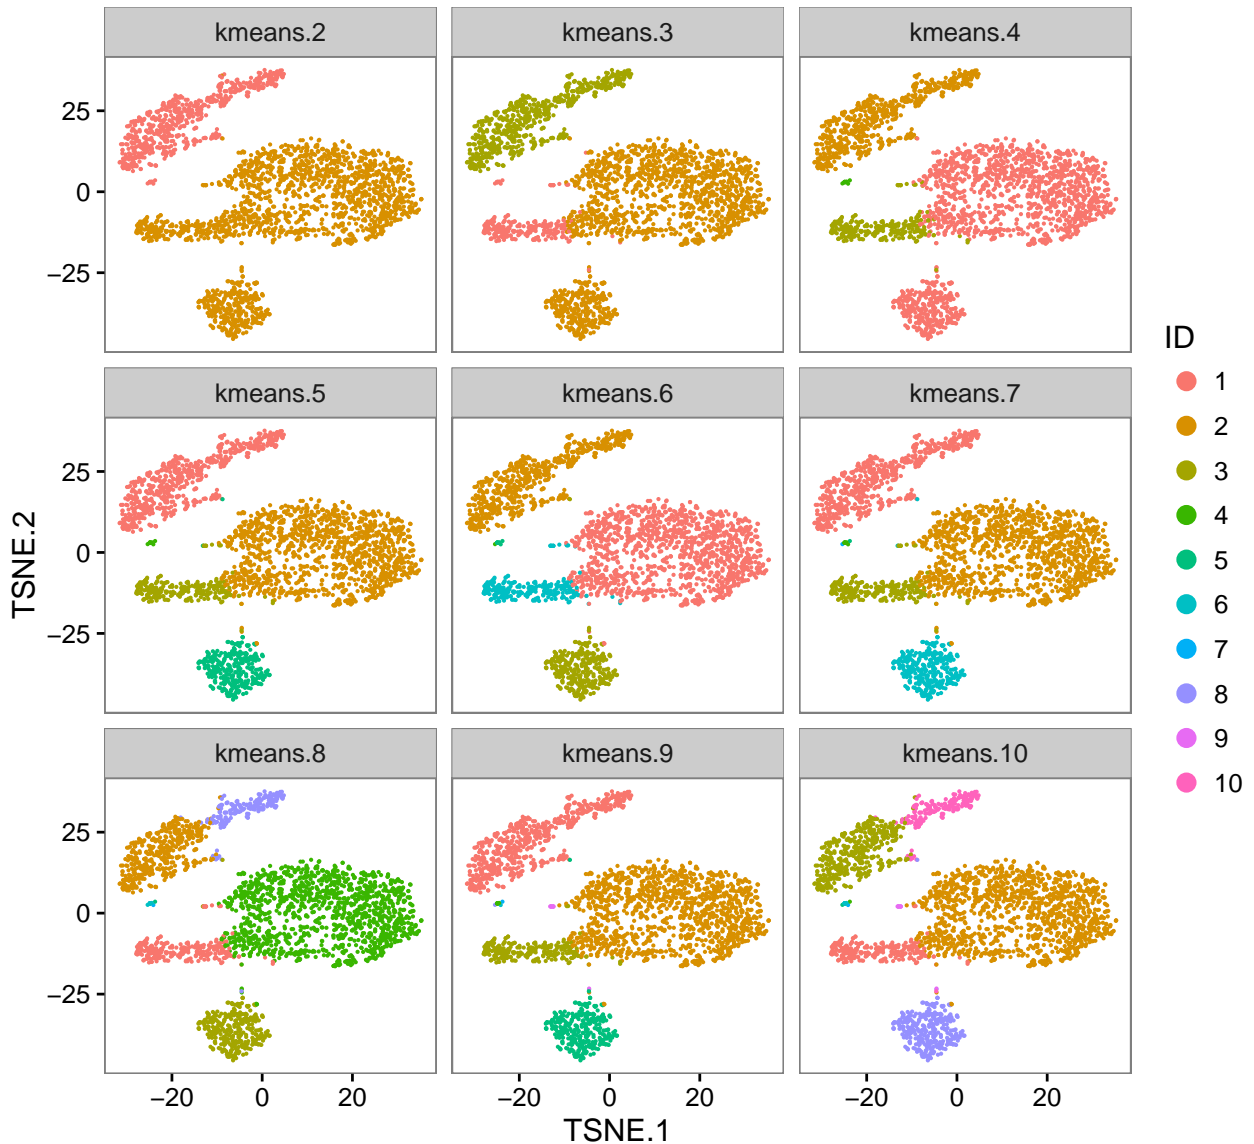 kmeans.2 kmeans.3 kmeans.4
25
0
−25
kmeans.5 kmeans.6 kmeans.7
25
0
−25
kmeans.8 kmeans.9 kmeans.10
25
0
−25
−20 0 20 −20 0 20 −20 0 20
TSNE.1
TSNE.2
ID
1
2
3
4
5
6
7
8
9
10